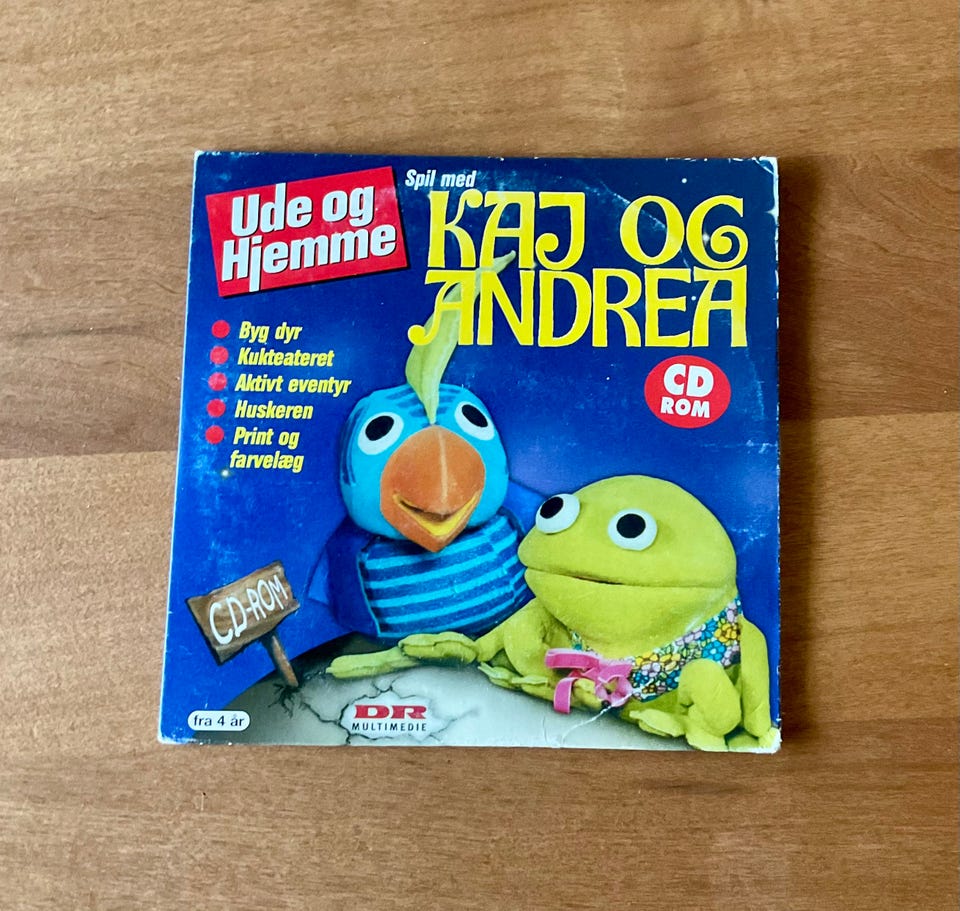 Ude og
Hjemme
Spil med
KAJ OG
ANDREA
Byg dyr
Kukteateret
Aktivt eventyr
Huskeren
Print og
farvelæg
CD
ROM
CD-ROM
fra 4 år
DR
MULTIMEDIE